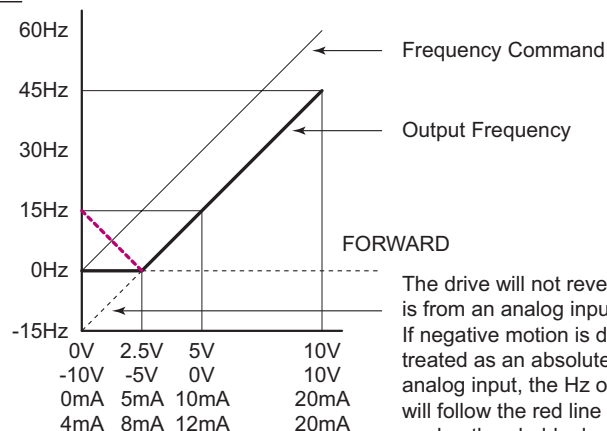 60Hz
Frequency Command
45Hz
Output Frequency
30Hz
15Hz
FORWARD
0Hz
The drive will not
is from an analog
If negative motion is
treated as an absolute
analog input, the Hz
will follow the red line
-15Hz
0V 2.5V 5V 10V
-10V -5V 0V 10V
0mA 5mA 10mA 20mA
4mA 8mA 12mA 20mA